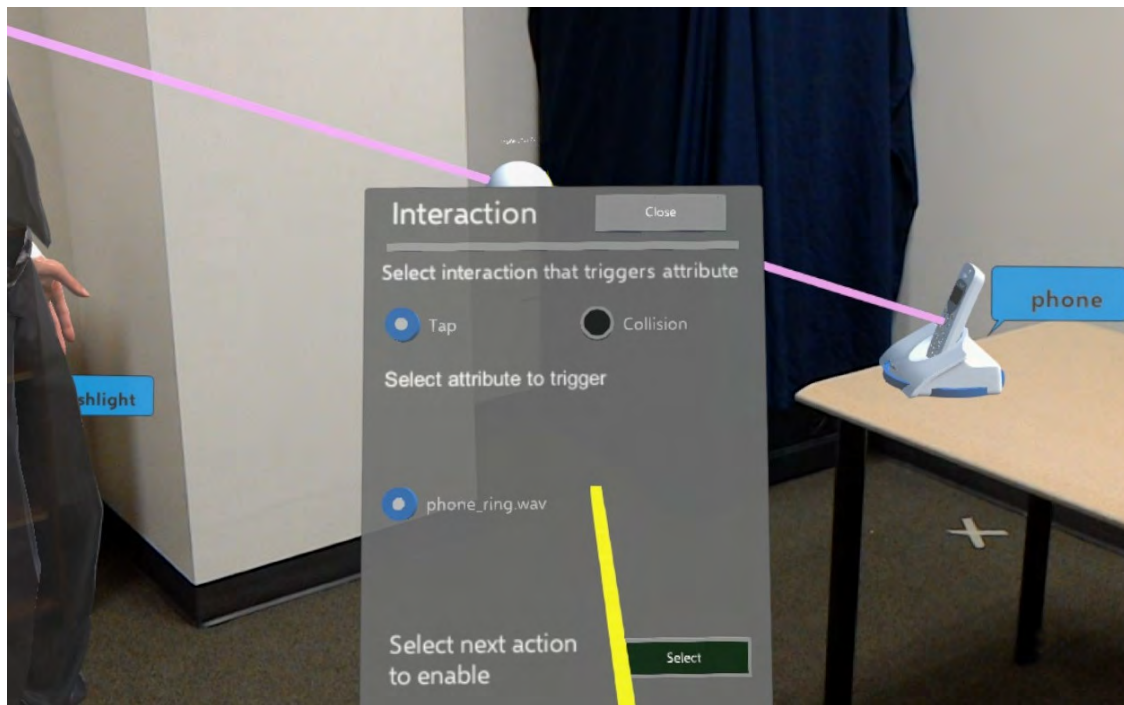 Interaction
Close
Select interaction that triggers attribute
Tap
Collision
phone
Select attribute to trigger
shlight
phone_ring.wav
Select next action
to enable
Select